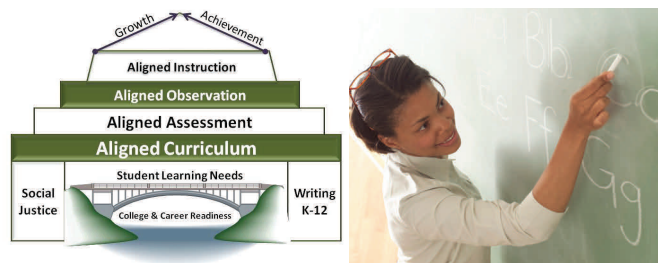 Growth
Achievement
Aligned Instruction
Aligned Observation
Aligned Assessment
Aligned Curriculum
Social
Justice
Student Learning Needs
College & Career Readiness
Writing
K-12
Bb
Ff
Gg